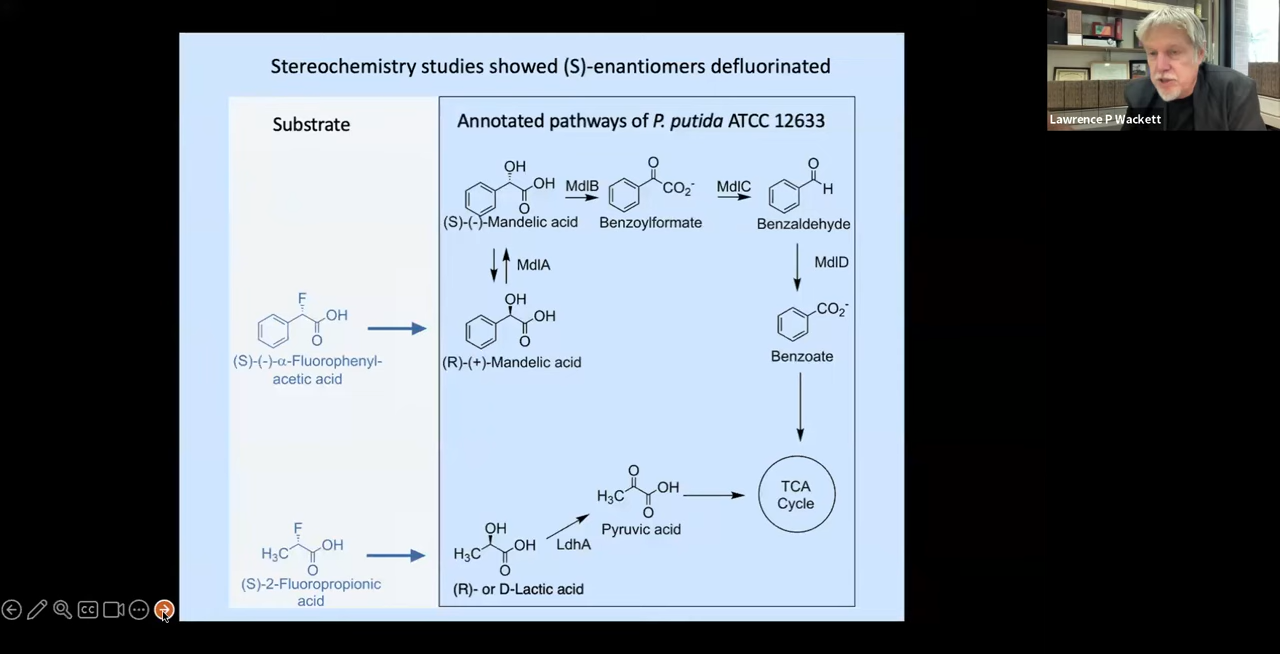 Stereochemistry studies showed (S)-enantiomers defluorinated
Lawrence P Wackett
Substrate
Annotated pathways of P. putida ATCC 12633
OH
OH
O
(S)-(-)-Mandelic acid
MdlB
O
CO2-
Benzoylformate
MdlC
O
H
Benzaldehyde
MdlA
MdlD
F
OH
O
(S)-(-)-α-Fluorophenyl-
acetic acid
OH
OH
O
(R)-(+)-Mandelic acid
CO2-
Benzoate
O
H3C
OH
O
Pyruvic acid
TCA
Cycle
F
H3C
OH
O
(S)-2-Fluoropropionic
acid
OH
H3C
OH
O
LdhA
(R)- or D-Lactic acid
CC